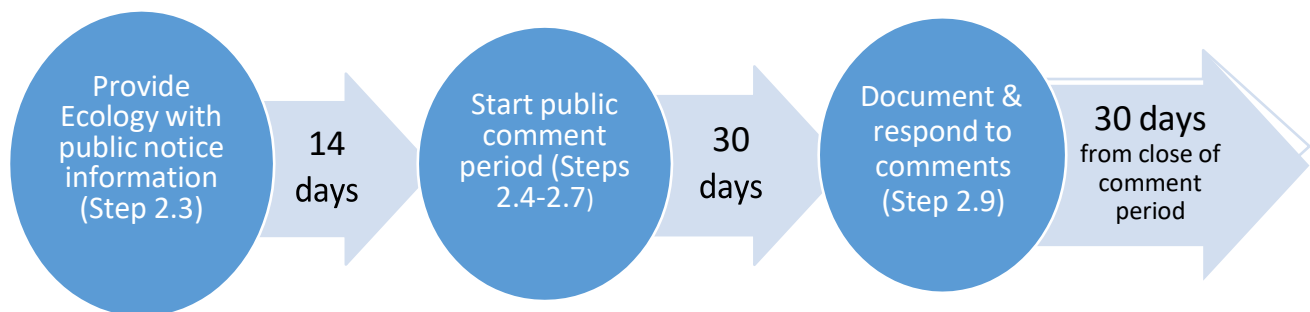 Provide
Ecology with
public notice
information
(Step 2.3)
14
days
Start public
comment
period (Steps
2.4-2.7)
30
days
Document &
respond to
comments
(Step 2.9)
30 days
from close of
comment
period